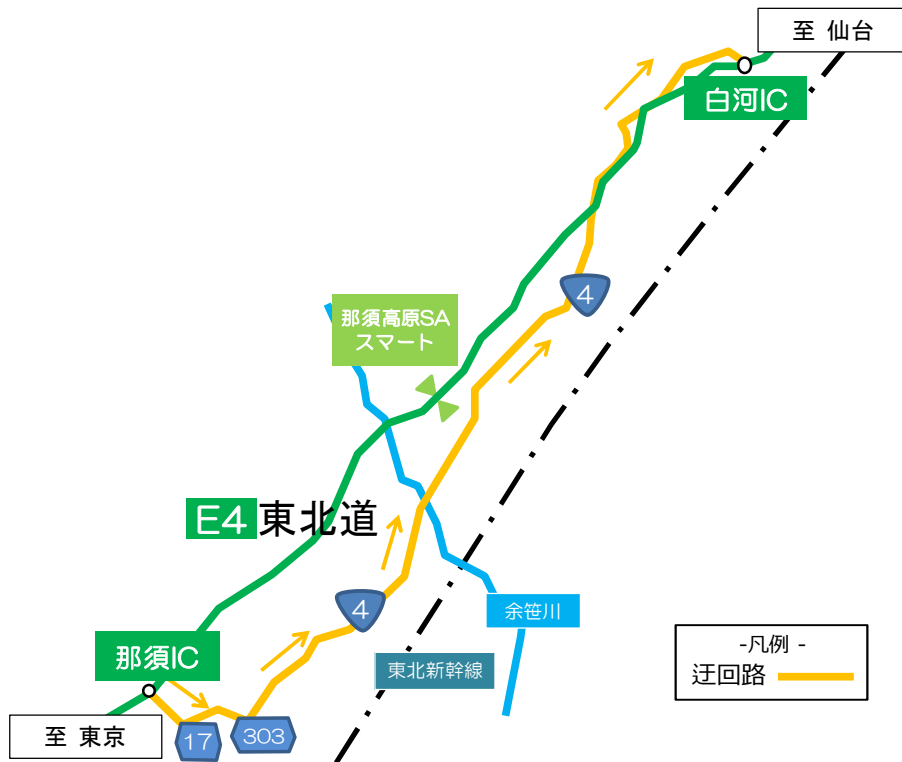 至 仙台
白河IC
4
那須高原SA
スマート
E4 東北道
4
余笹川
那須IC
東北新幹線
-凡例 -
迂回路
至 東京
17
303